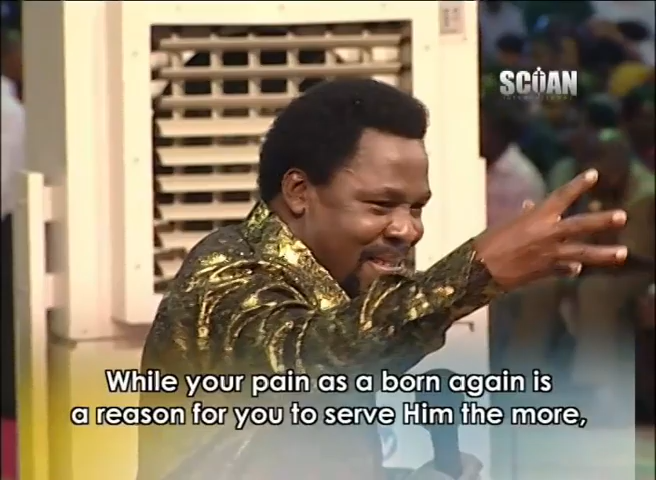 SCOAN
While your pain as a born again is
a reason for you to serve Him the more,